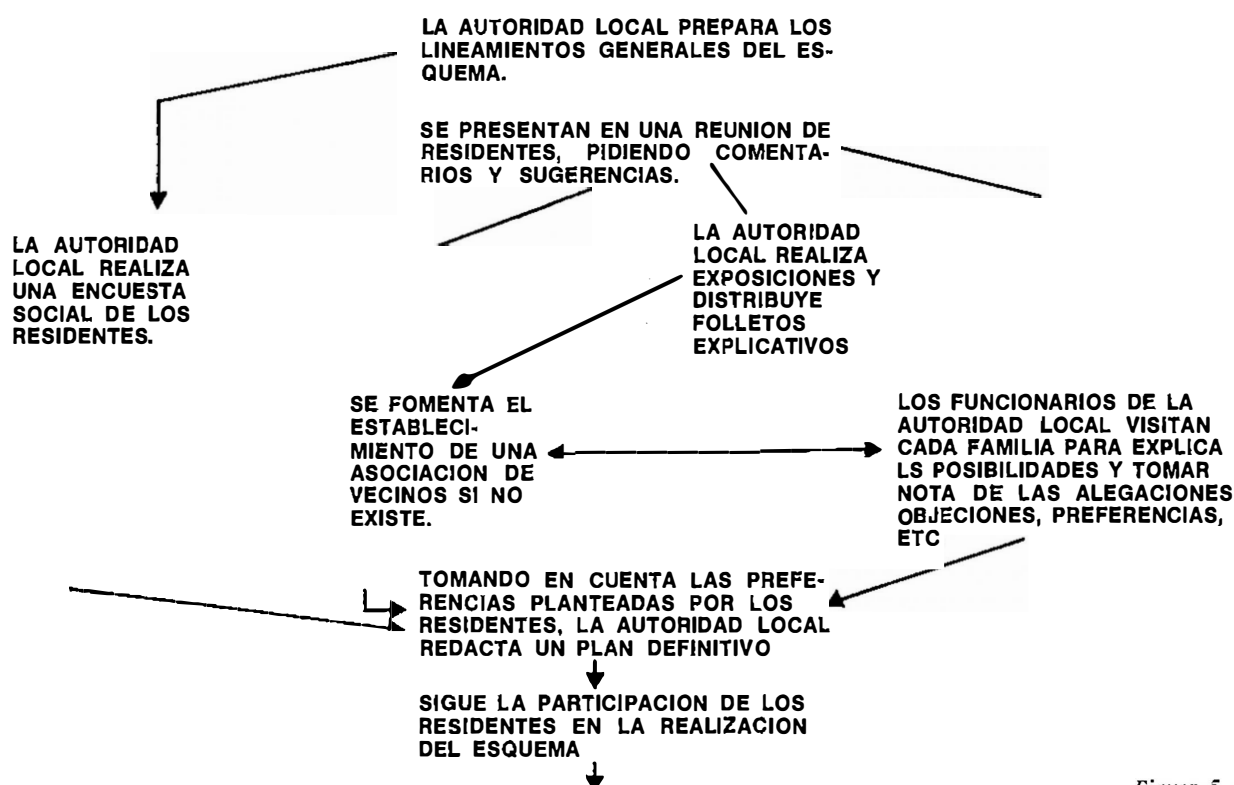 LA AUTORIDAD LOCAL PREPARA LOS
LINEAMIENTOS GENERALES DEL ES-
QUEMA.
SE PRESENTAN EN UNA REUNION DE
RESIDENTES, PIDIENDO COMENTA-
RIOS Y SUGERENCIAS.
LA AUTORIDAD
LOCAL REALIZA
UNA ENCUESTA
SOCIAL DE LOS
RESIDENTES.
LA AUTORIDAD
LOCAL REALIZA
EXPOSICIONES Y
DISTRIBUYE
FOLLETOS
EXPLICATIVOS
SE FOMENTA EL
ESTABLECI-
MIENTO DE UNA
ASOCIACION DE
VECINOS SI NO
EXISTE.
LOS FUNCIONARIOS DE LA
AUTORIDAD LOCAL VISITAN
CADA FAMILIA PARA EXPLICA
LS POSIBILIDADES Y TOMAR
NOTA DE LAS ALEGACIONES
OBJECIONES, PREFERENCIAS,
ETC
TOMANDO EN CUENTA LAS PREFE-
RENCIAS PLANTEADAS POR LOS
RESIDENTES, LA AUTORIDAD LOCAL
REDACTA UN PLAN DEFINITIVO
SIGUE LA PARTICIPACION DE LOS
RESIDENTES EN LA REALIZACION
DEL ESQUEMA